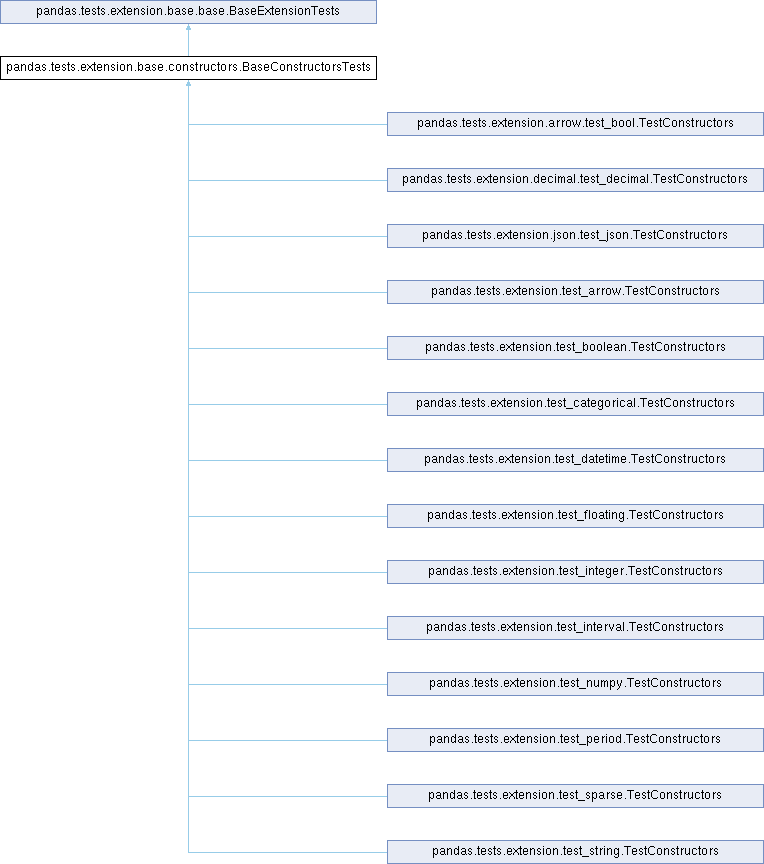 pandas.tests.extension.base.base.BaseExtensionTests
pandas.tests.extension.base.constructors.BaseConstructorsTests
pandas.tests.extension.arrow.test_bool.TestConstructors
pandas.tests.extension.decimal.test_decimal.TestConstructors
pandas.tests.extension.json.test_json.TestConstructors
pandas.tests.extension.test_arrow.TestConstructors
pandas.tests.extension.test_boolean.TestConstructors
pandas.tests.extension.test_categorical.TestConstructors
pandas.tests.extension.test_datetime.TestConstructors
pandas.tests.extension.test_floating.TestConstructors
pandas.tests.extension.test_integer.TestConstructors
pandas.tests.extension.test_interval.TestConstructors
pandas.tests.extension.test_numpy.TestConstructors
pandas.tests.extension.test_period.TestConstructors
pandas.tests.extension.test_sparse.TestConstructors
pandas.tests.extension.test_string.TestConstructors